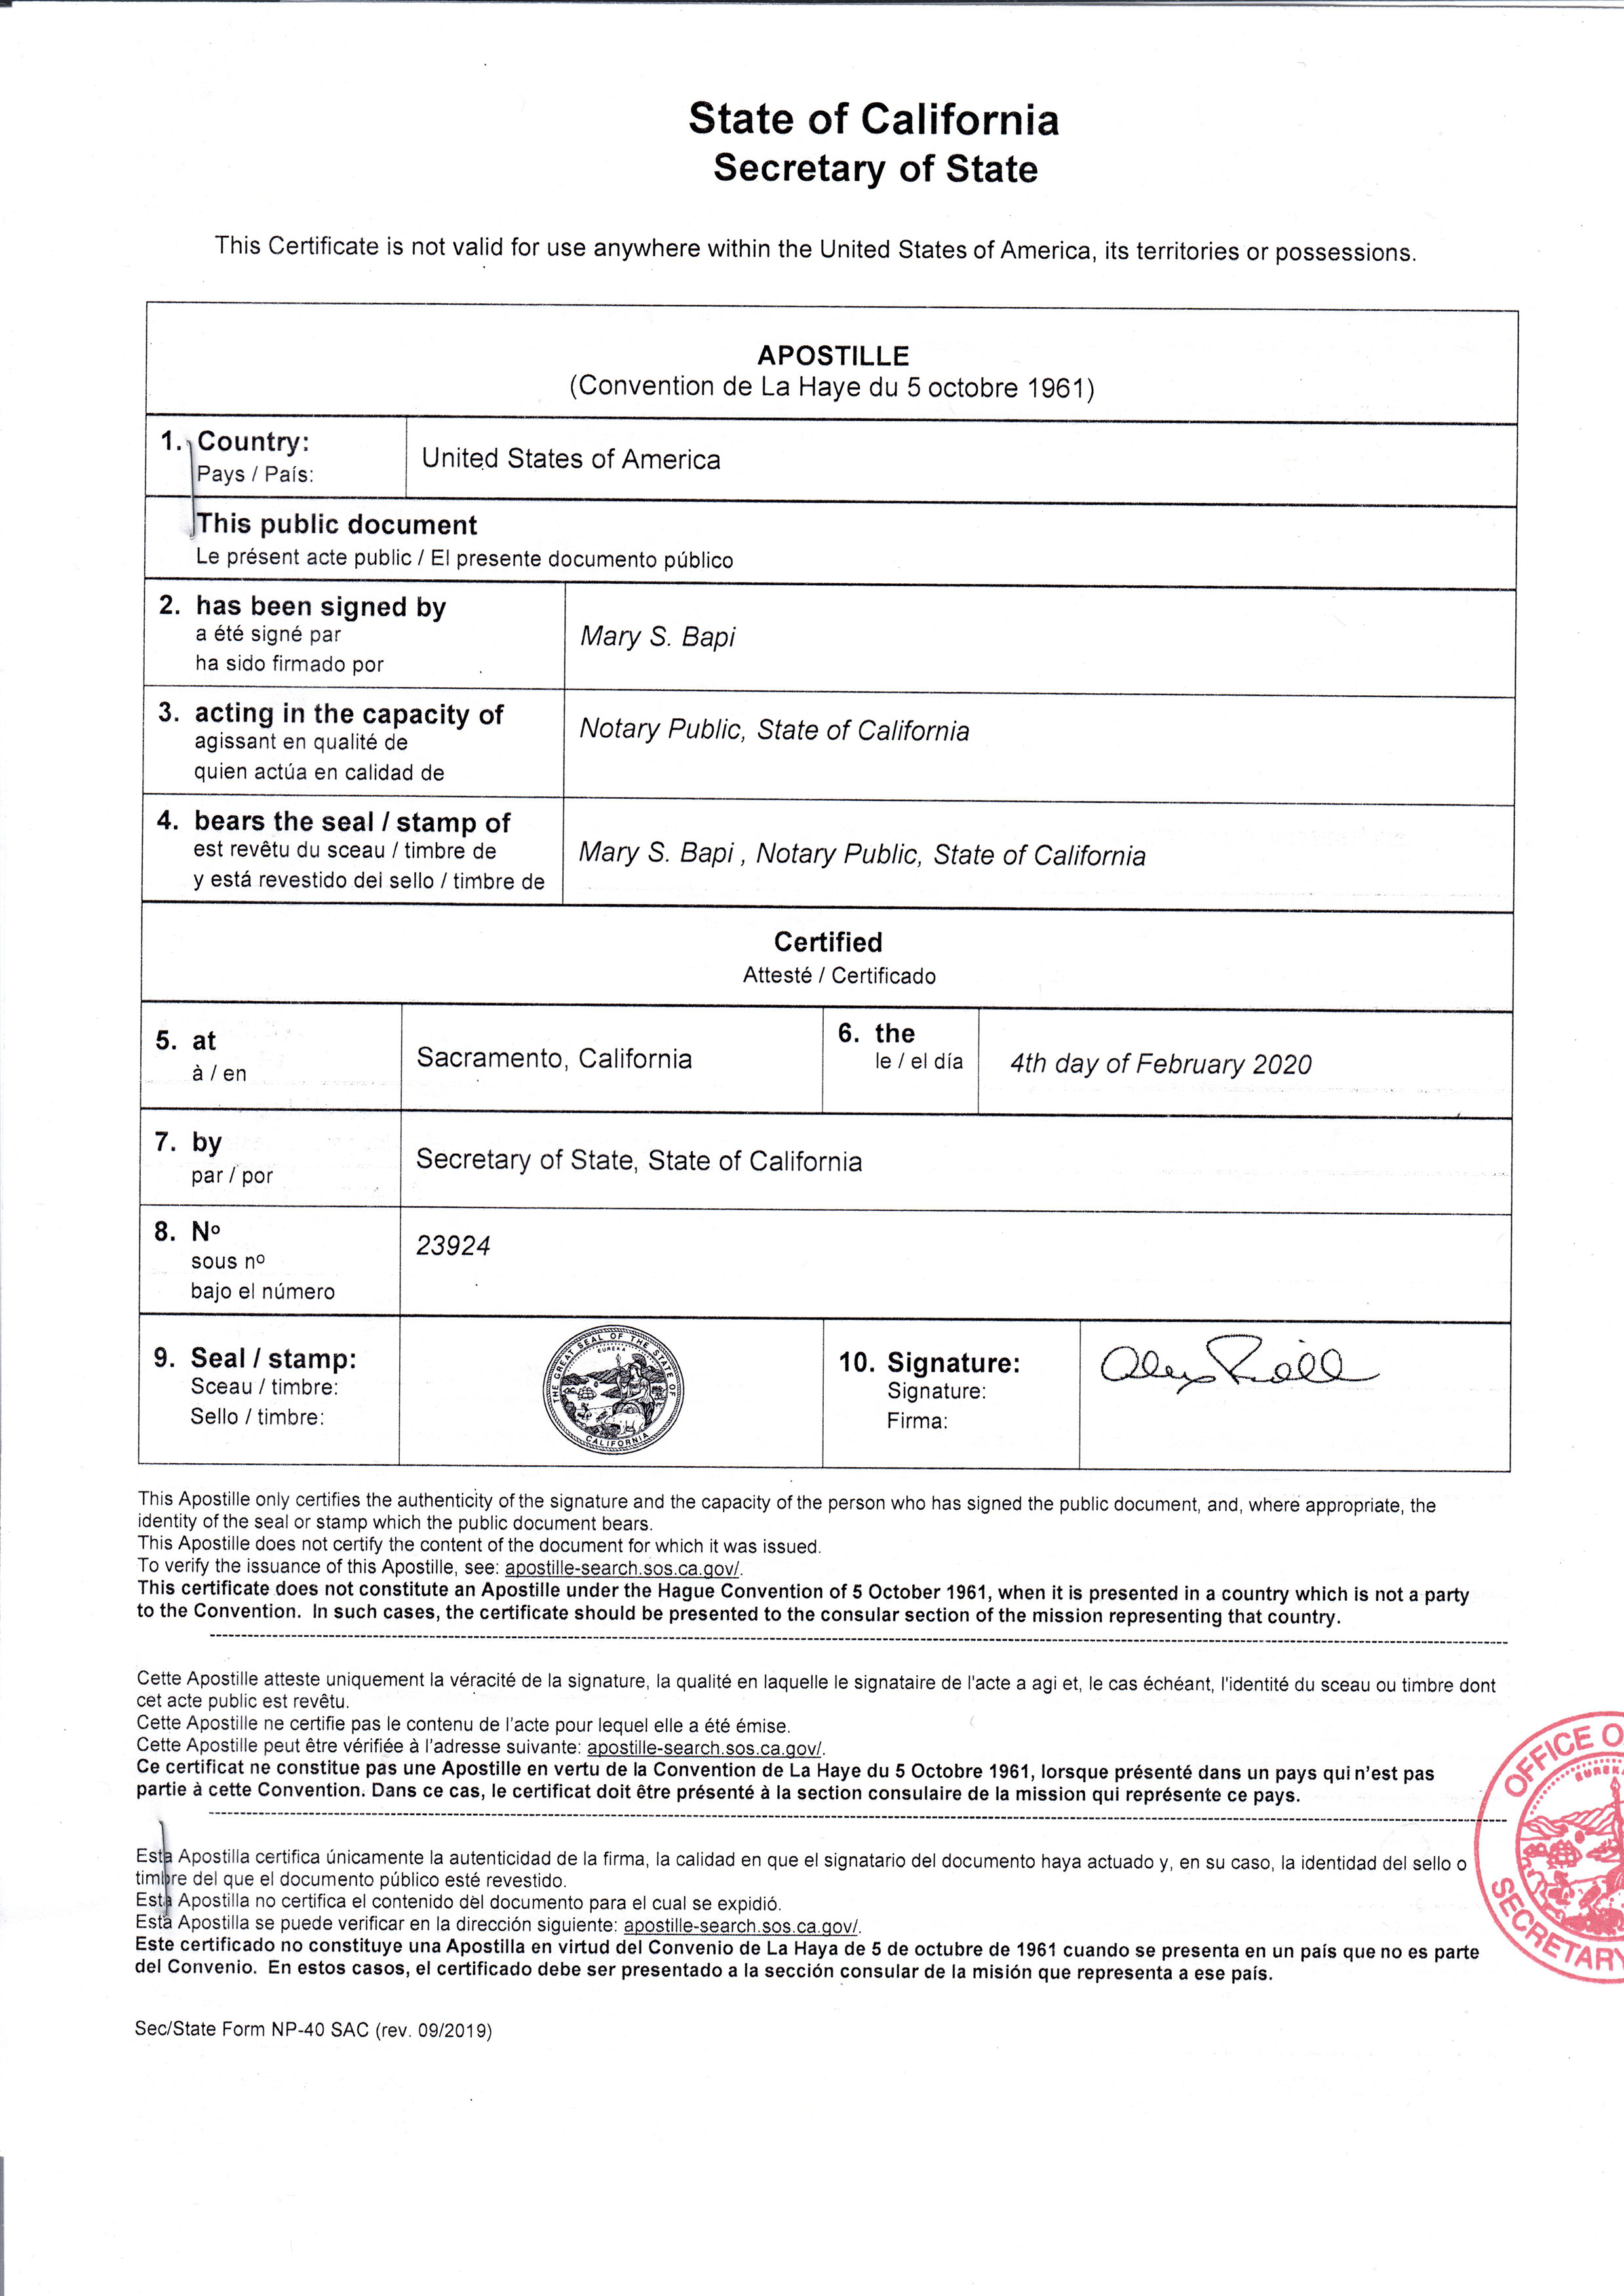 State of California
Secretary of State
This Certificate is not valid for use anywhere within the United States of America, its territories or possessions.
APOSTILLE
(Convention de La Haye du 5 octobre 1961)
1. Country:
Pays / País:
United States of America
This public document
Le présent acte public / El presente documento público
2. has been signed by
a été signé par
ha sido firmado por
Mary S. Bapi
3. acting in the capacity of
agissant en qualité de
quien actúa en calidad de
Notary Public, State of California
4. bears the seal / stamp of
est revêtu du sceau / timbre de
y está revestido del sello / timbre de
Mary S. Bapi , Notary Public, State of California
Certified
Attesté / Certificado
5. at
à / en
Sacramento, California
6. the
le / el día
4th day of February 2020
7. by
par / por
Secretary of State, State of California
8. Nº
sous nº
bajo el número
23924
9. Seal / stamp:
Sceau / timbre:
Sello / timbre:
THE GREAT SEAL OF THE STATE OF
EUREKA
CALIFORNIA
10. Signature:
Signature:
Firma:
This Apostille only certifies the authenticity of the signature and the capacity of the person who has signed the public document, and, where appropriate, the
identity of the seal or stamp which the public document bears.
This Apostille does not certify the content of the document for which it was issued.
To verify the issuance of this Apostille, see: apostille-search.sos.ca.gov/.
This certificate does not constitute an Apostille under the Hague Convention of 5 October 1961, when it is presented in a country which is not a party
to the Convention. In such cases, the certificate should be presented to the consular section of the mission representing that country.
Cette Apostille atteste uniquement la véracité de la signature, la qualité en laquelle le signataire de l'acte a agi et, le cas échéant, l'identité du sceau ou timbre dont
cet acte public est revêtu.
Cette Apostille ne certifie pas le contenu de l'acte pour lequel elle a été émise.
Cette Apostille peut être vérifiée à l'adresse suivante: apostille-search.sos.ca.gov/.
Ce certificat ne constitue pas une Apostille en vertu de la Convention de La Haye du 5 Octobre 1961, lorsque présenté dans un pays qui n'est pas
partie à cette Convention. Dans ce cas, le certificat doit être présenté à la section consulaire de la mission qui représente ce pays.
OFFICE O
EUREKA
SECRETARY
Esta Apostilla certifica únicamente la autenticidad de la firma, la calidad en que el signatario del documento haya actuado y, en su caso, la identidad del sello o
timbre del que el documento público esté revestido.
Esta Apostilla no certifica el contenido del documento para el cual se expidió.
Esta Apostilla se puede verificar en la dirección siguiente: apostille-search.sos.ca.gov/.
Este certificado no constituye una Apostilla en virtud del Convenio de La Haya de 5 de octubre de 1961 cuando se presenta en un país que no es parte
del Convenio. En estos casos, el certificado debe ser presentado a la sección consular de la misión que representa a ese país.
Sec/State Form NP-40 SAC (rev. 09/2019)